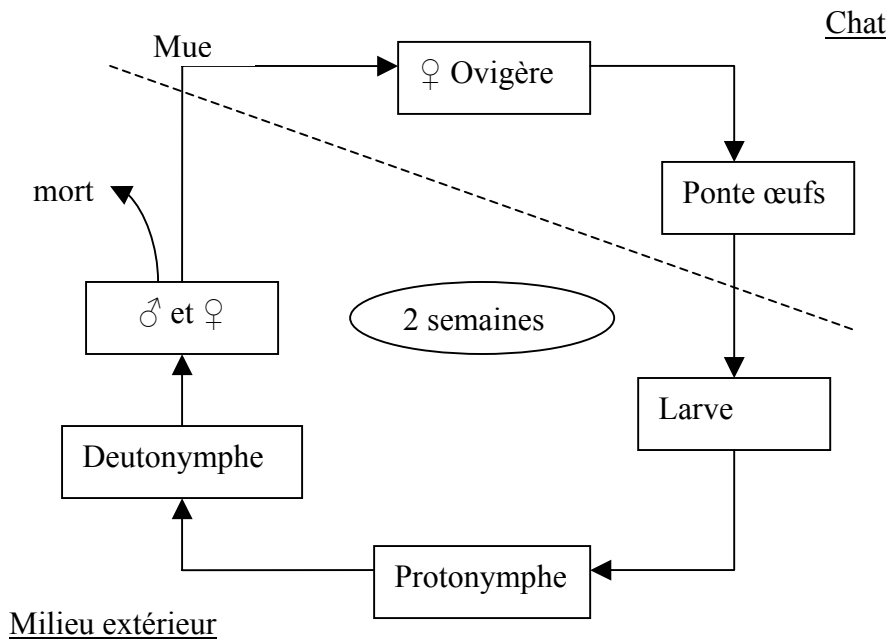 Chat
Mue
♀ Ovigère
Ponte œufs
mort
♂ et ♀
2 semaines
Larve
Deutonymphe
Protonymphe
Milieu extérieur